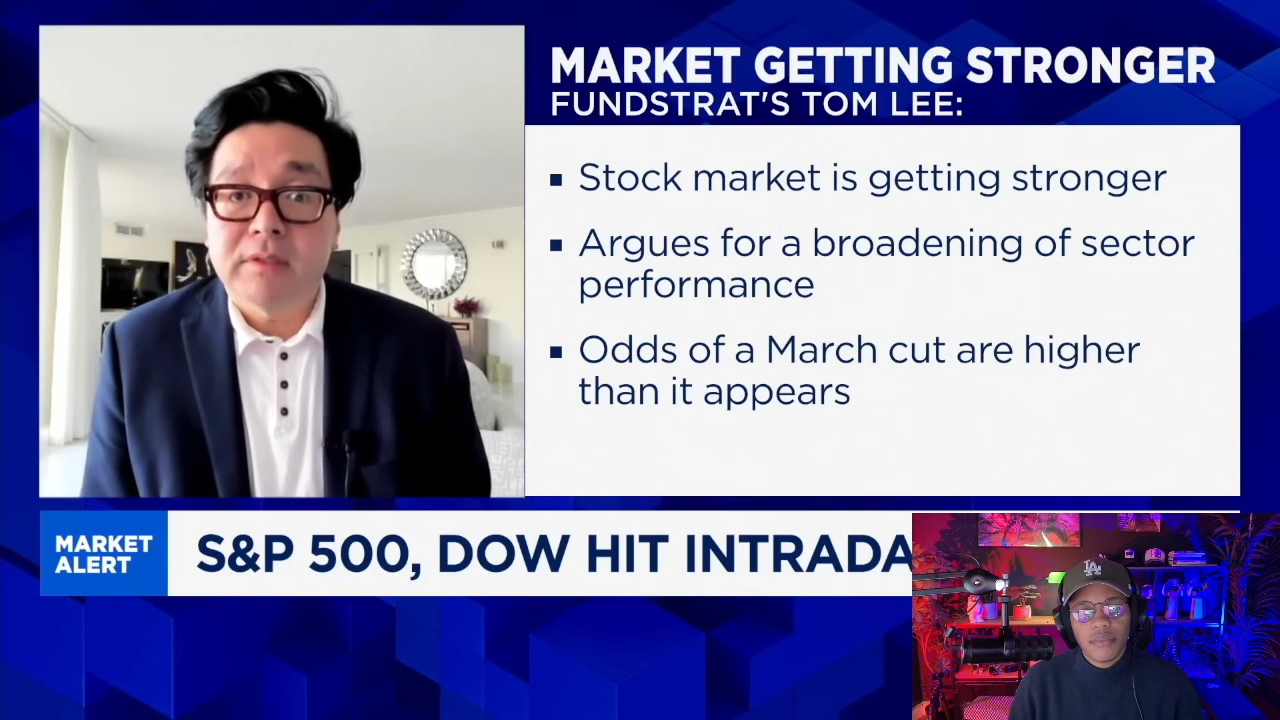 MARKET GETTING STRONGER
FUNDSTRAT'S TOM LEE:
▪ Stock market is getting stronger
▪ Argues for a broadening of sector
performance
▪ Odds of a March cut are higher
than it appears
MARKET
ALERT
S&P 500, DOW HIT INTRADA
LA